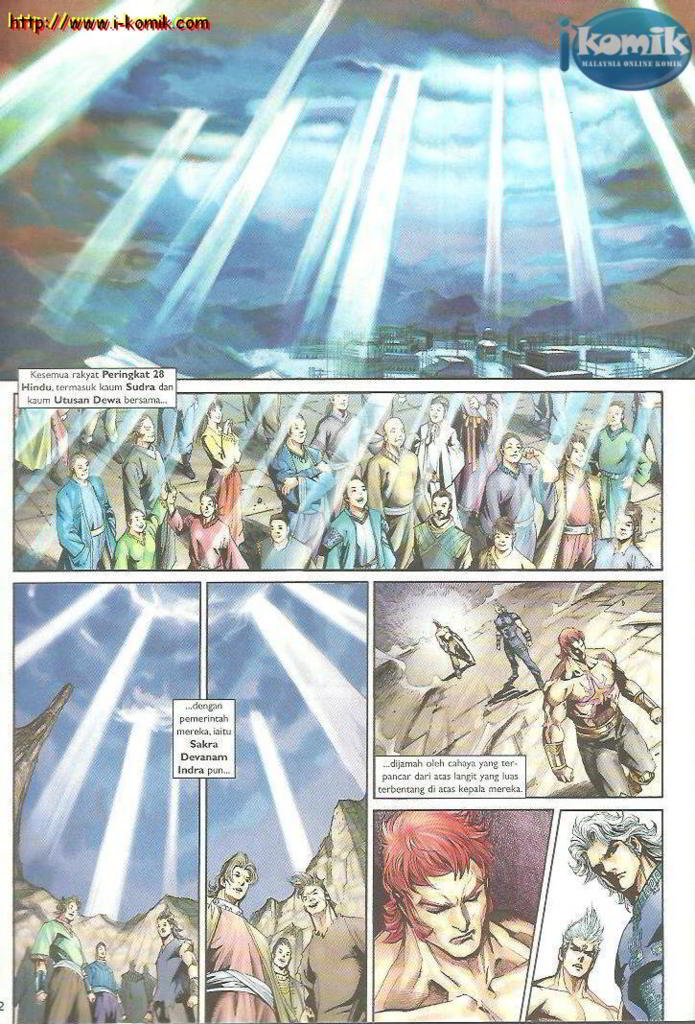 http://www.i-komik.com
ikomik
MALAYSIA ONLINE KOMIK
Kesemua rakyat Peringkat 28
Hindu, termasuk kaum Sudra dan
kaum Utusan Dewa bersama...
...dengan
pemerintah
mereka, iaitu
Sakra
Devanam
Indra pun...
...dijamah oleh cahaya yang ter-
pancar dari atas langit yang luas
terbentang di atas kepala mereka.
2